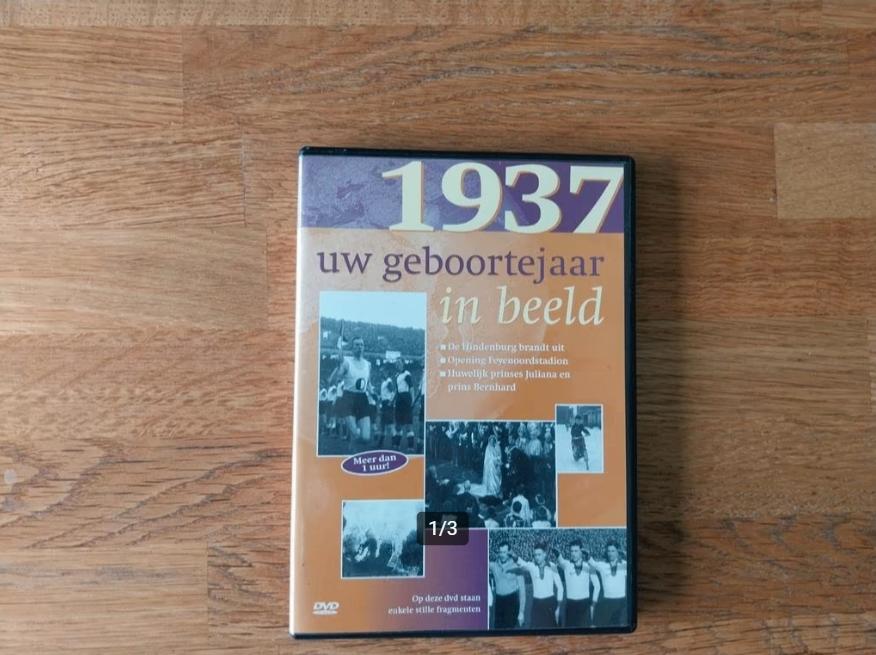 1937
uw geboortejaar
in beeld
De Hindenburg brandt uit
Opening Feyenoordstadion
Huwelijk prinses Juliana en
prins Bernhard
Meer dan
1 uur!
1/3
Op deze dvd staan
enkele stille fragmenten
DVD